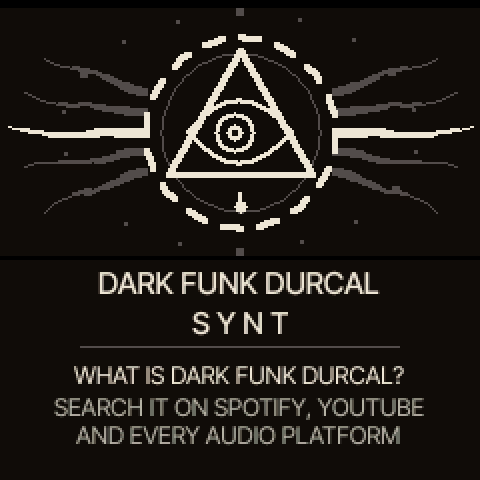 DARK FUNK DURCAL
SYNT
WHAT IS DARK FUNK DURCAL?
SEARCH IT ON SPOTIFY, YOUTUBE
AND EVERY AUDIO PLATFORM